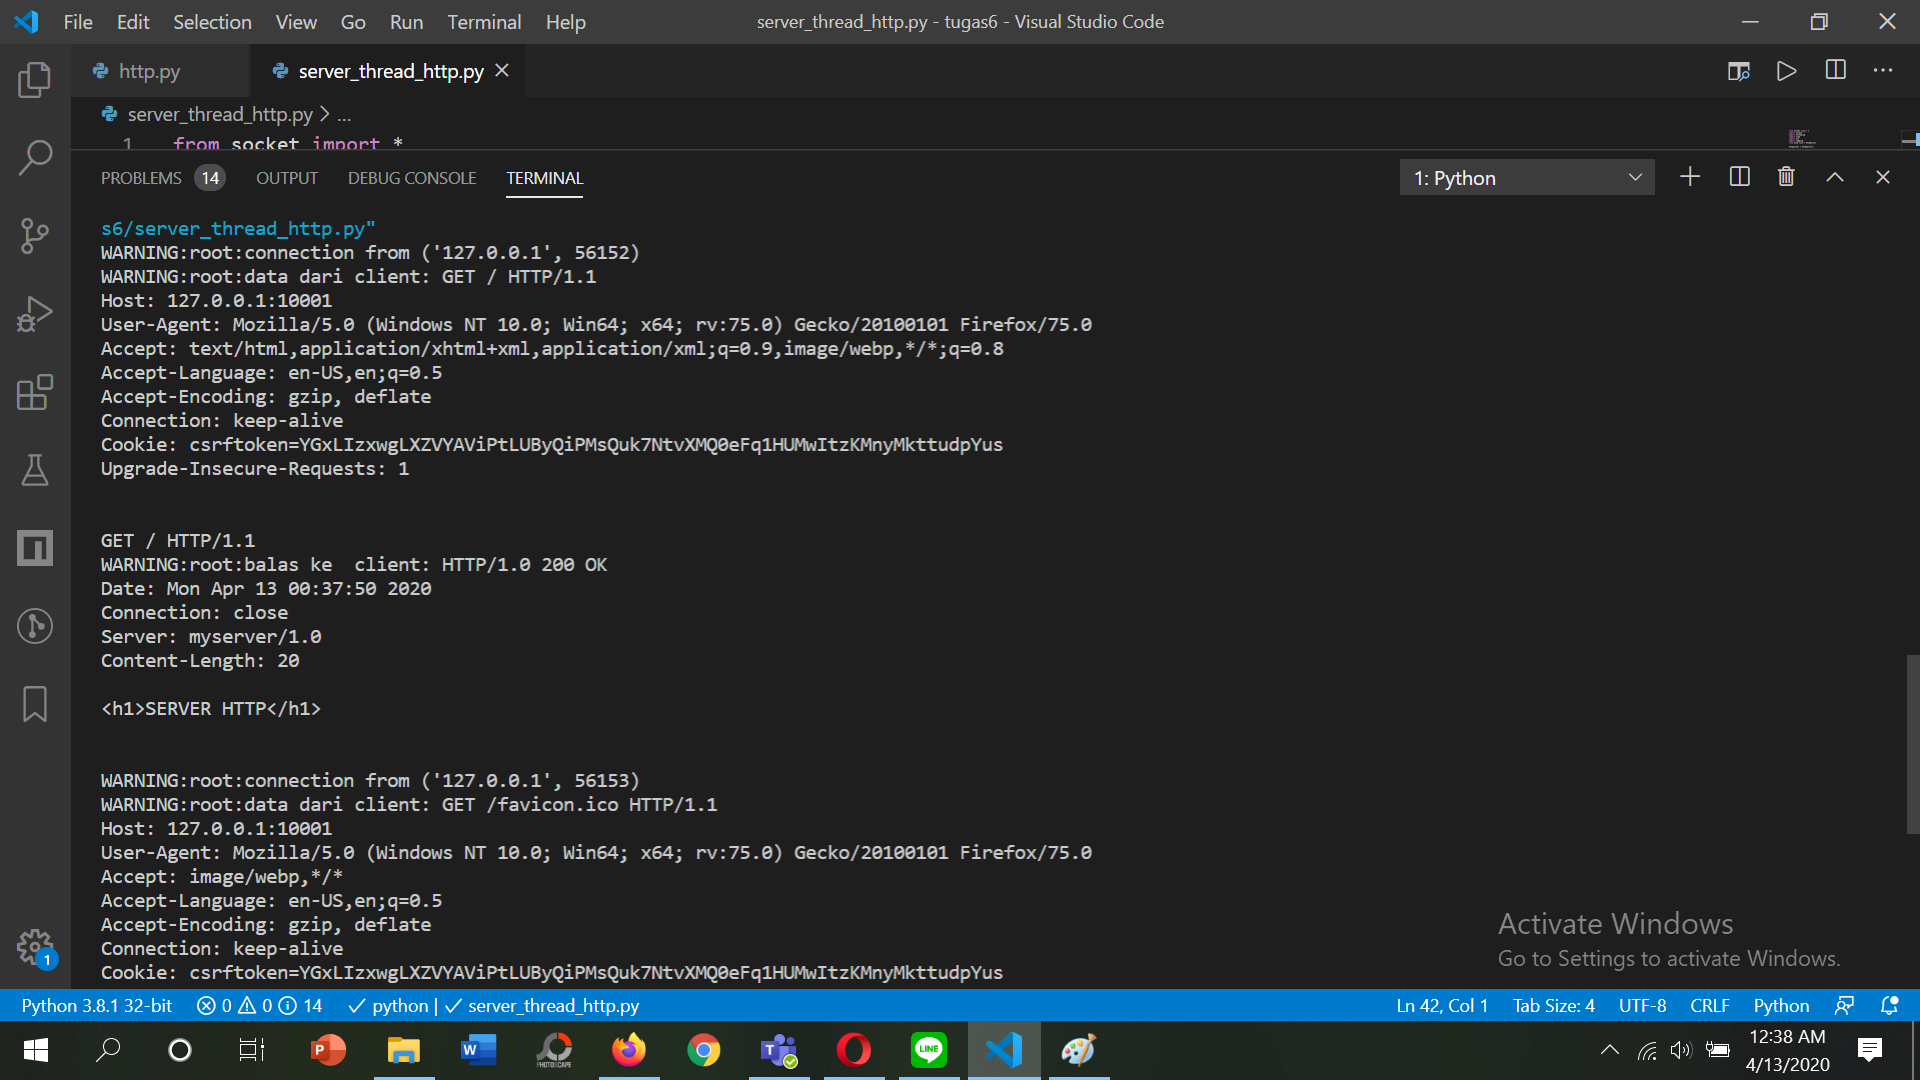 File Edit Selection View Go Run Terminal Help
server_thread_http.py - tugas6 - Visual Studio Code
http.py
server_thread_http.py
server_thread_http.py > ...
1 from socket import *
PROBLEMS 14 OUTPUT DEBUG CONSOLE TERMINAL
1: Python
s6/server_thread_http.py"
WARNING:root:connection from ('127.0.0.1', 56152)
WARNING:root:data dari client: GET / HTTP/1.1
Host: 127.0.0.1:10001
User-Agent: Mozilla/5.0 (Windows NT 10.0; Win64; x64; rv:75.0) Gecko/20100101 Firefox/75.0
Accept: text/html,application/xhtml+xml,application/xml;q=0.9,image/webp,*/*;q=0.8
Accept-Language: en-US,en;q=0.5
Accept-Encoding: gzip, deflate
Connection: keep-alive
Cookie: csrftoken=YGxLIzxwgLXZVYAViPtLUByQiPMsQuk7NtvXMQ0eFq1HUMwItzKMnyMkttudpYus
Upgrade-Insecure-Requests: 1
GET / HTTP/1.1
WARNING:root:balas ke  client: HTTP/1.0 200 OK
Date: Mon Apr 13 00:37:50 2020
Connection: close
Server: myserver/1.0
Content-Length: 20
<h1>SERVER HTTP</h1>
WARNING:root:connection from ('127.0.0.1', 56153)
WARNING:root:data dari client: GET /favicon.ico HTTP/1.1
Host: 127.0.0.1:10001
User-Agent: Mozilla/5.0 (Windows NT 10.0; Win64; x64; rv:75.0) Gecko/20100101 Firefox/75.0
Accept: image/webp,*/*
Accept-Language: en-US,en;q=0.5
Accept-Encoding: gzip, deflate
Connection: keep-alive
Cookie: csrftoken=YGxLIzxwgLXZVYAViPtLUByQiPMsQuk7NtvXMQ0eFq1HUMwItzKMnyMkttudpYus
Activate Windows
Go to Settings to activate Windows.
1
Python 3.8.1 32-bit 0 0 14 python | server_thread_http.py
Ln 42, Col 1 Tab Size: 4 UTF-8 CRLF Python
PHOTOSCAPE
LINE
12:38 AM
4/13/2020